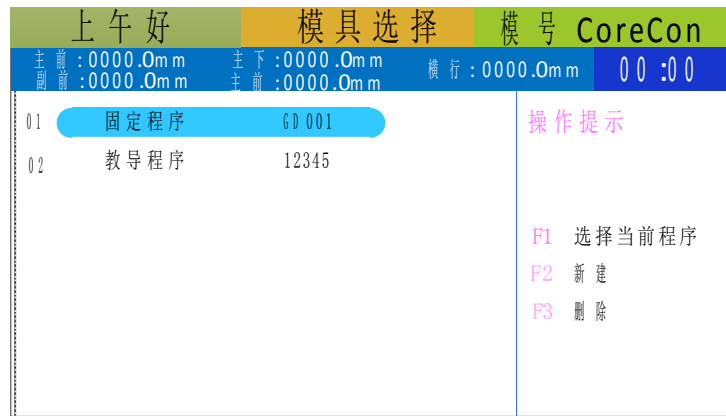 上午好 模具选择 模号 CoreCon
主前:0000.0mm 主下:0000.0mm 横行:0000.0mm 00:00
副前:0000.0mm 主前:0000.0mm
01 固定程序 GD001 操作提示
02 教导程序 12345
F1 选择当前程序
F2 新建
F3 删除